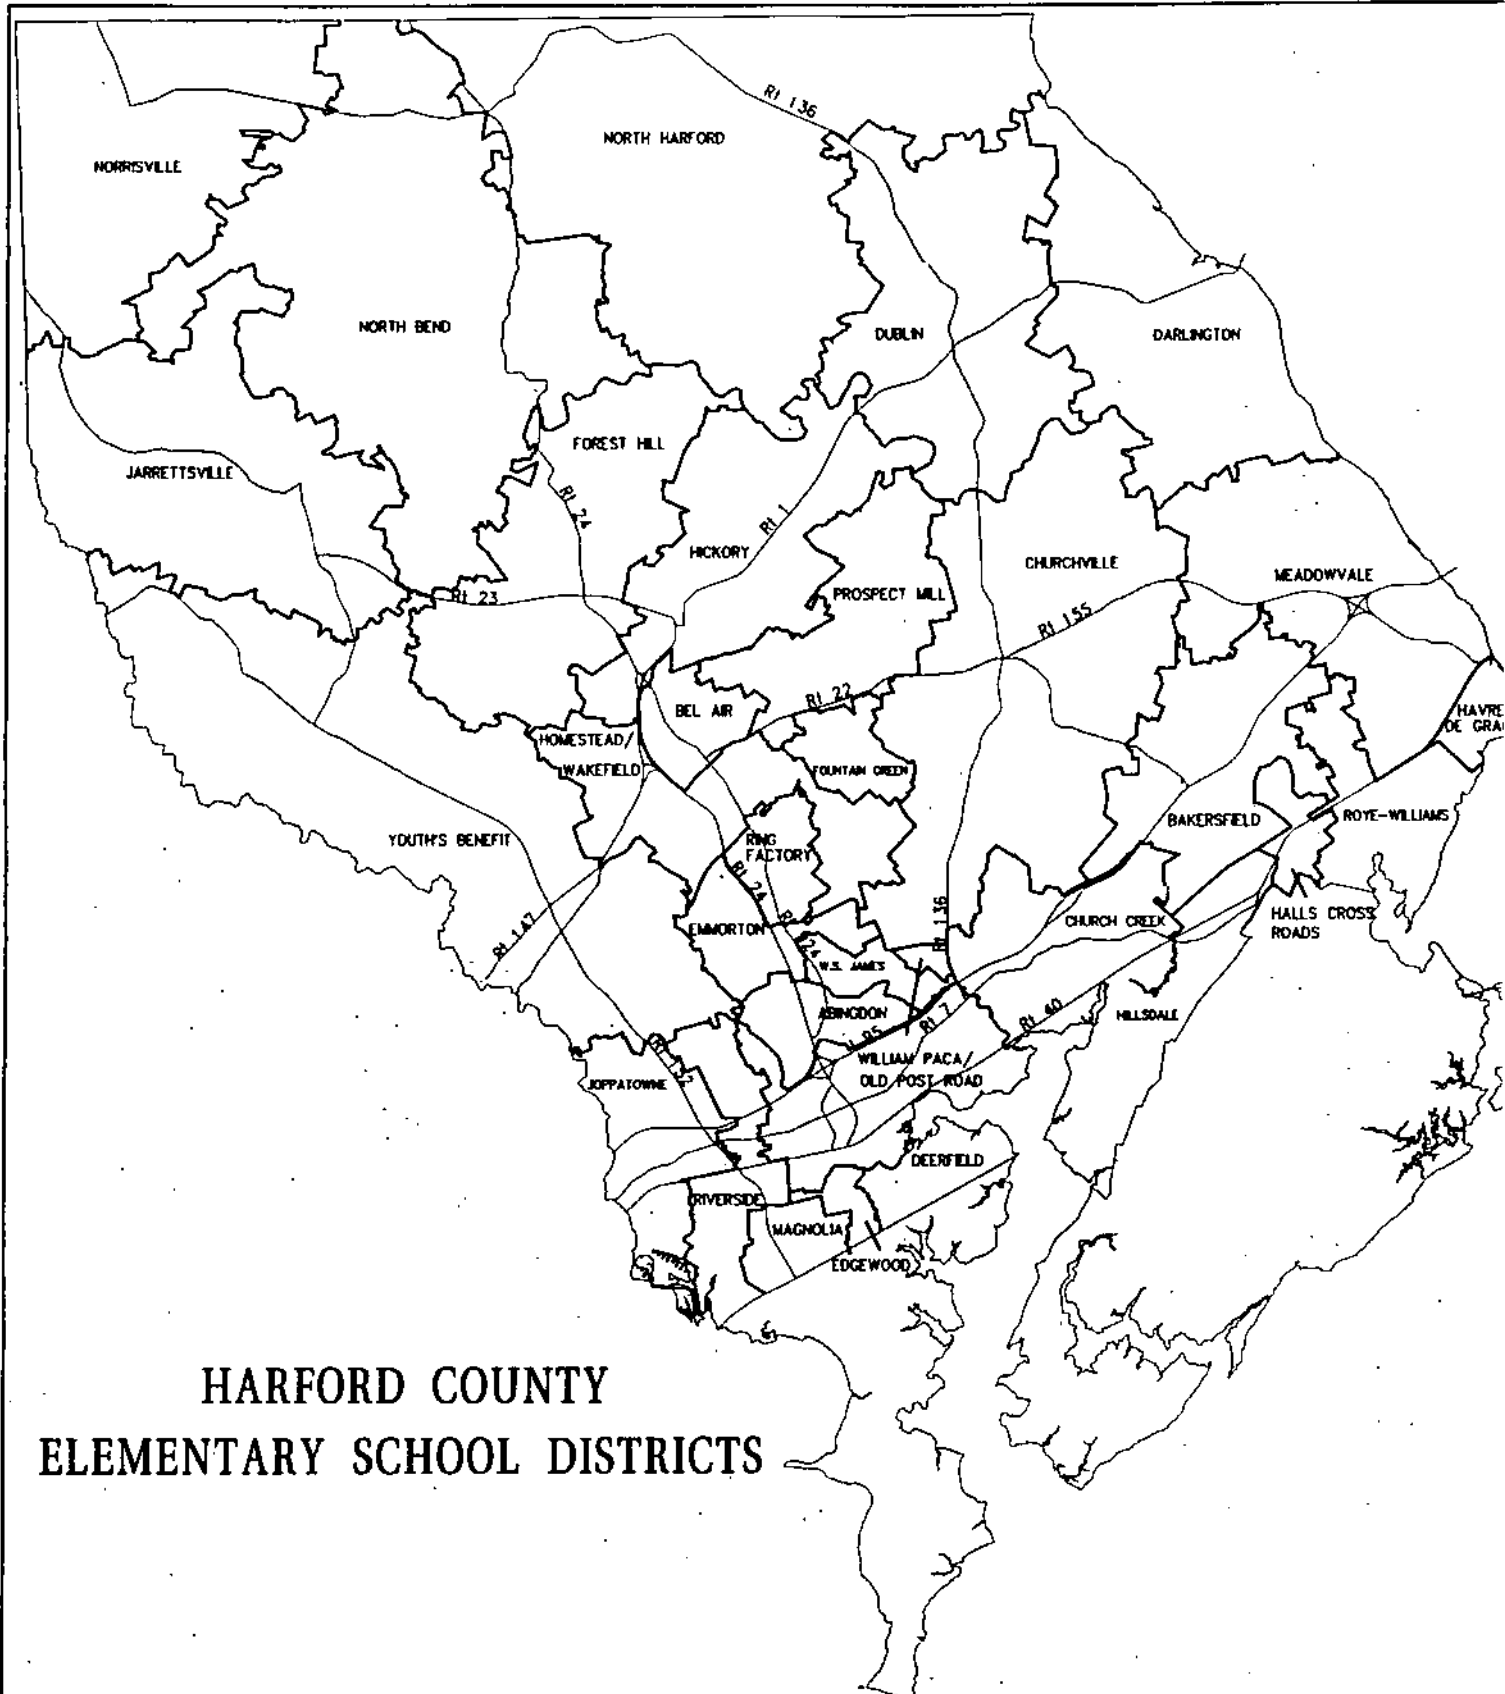 Rt 136
NORTH HARFORD
NORRISVILLE
NORTH BEND
DUBLIN
DARLINGTON
FOREST HILL
JARRETTSVILLE
Rt 24
Rt 1
HICKORY
CHURCHVILLE
MEADOWVALE
PROSPECT MILL
Rt 23
Rt 155
Rt 22
BEL AIR
HAVRE
DE GRA
HOMESTEAD/
WAKEFIELD
FOUNTAIN GREEN
YOUTH'S BENEFIT
RING
FACTORY
BAKERSFIELD
ROYE-WILLIAMS
Rt 24
Rt 136
Rt 147
EMMORTON
24
CHURCH CREEK
HALLS CROSS
ROADS
W.S. JAMES
ABINGDON
HILLSDALE
Rt 7
Rt 40
95
WILLIAM PACA/
OLD POST ROAD
JOPPATOWNE
DEERFIELD
RIVERSIDE
MAGNOLIA
EDGEWOOD
HARFORD COUNTY
ELEMENTARY SCHOOL DISTRICTS